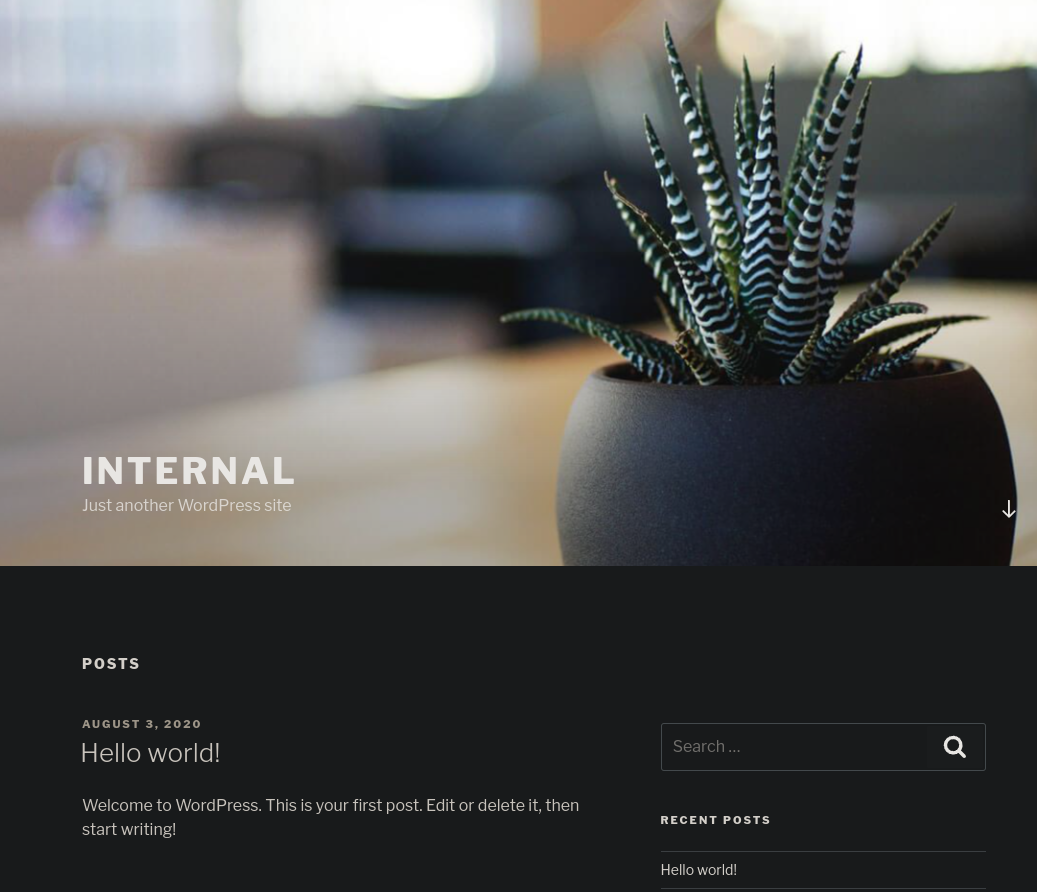 INTERNAL
Just another WordPress site
POSTS
AUGUST 3, 2020
Hello world!
Welcome to WordPress. This is your first post. Edit or delete it, then
start writing!
Search …
RECENT POSTS
Hello world!